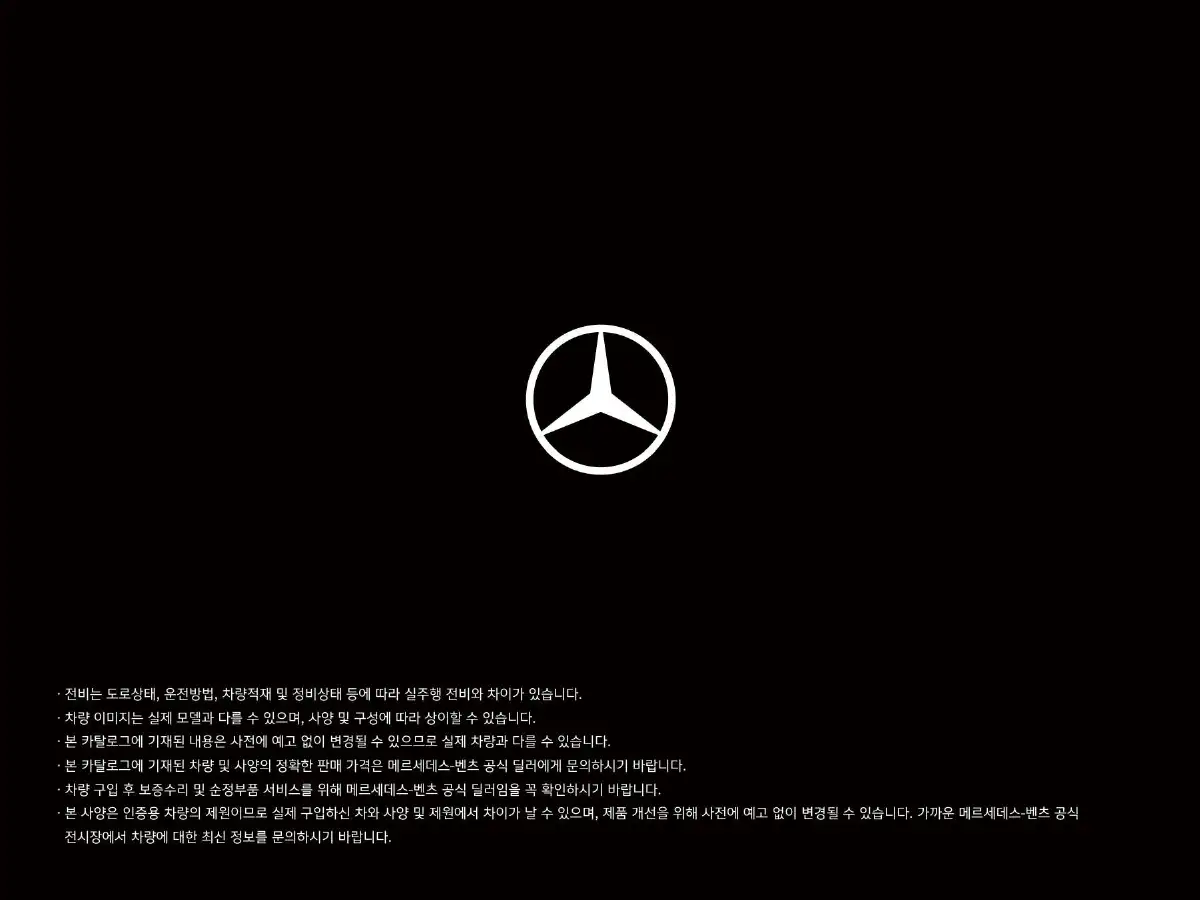 · 전비는 도로상태, 운전방법, 차량적재 및 정비상태 등에 따라 실주행 전비와 차이가 있습니다.
· 차량 이미지는 실제 모델과 다를 수 있으며, 사양 및 구성에 따라 상이할 수 있습니다.
· 본 카탈로그에 기재된 내용은 사전에 예고 없이 변경될 수 있으므로 실제 차량과 다를 수 있습니다.
· 본 카탈로그에 기재된 차량 및 사양의 정확한 판매 가격은 메르세데스-벤츠 공식 딜러에게 문의하시기 바랍니다.
· 차량 구입 후 보증수리 및 순정부품 서비스를 위해 메르세데스-벤츠 공식 딜러임을 꼭 확인하시기 바랍니다.
· 본 사양은 인증용 차량의 제원이므로 실제 구입하신 차와 사양 및 제원에서 차이가 날 수 있으며, 제품 개선을 위해 사전에 예고 없이 변경될 수 있습니다. 가까운 메르세데스-벤츠 공식
전시장에서 차량에 대한 최신 정보를 문의하시기 바랍니다.